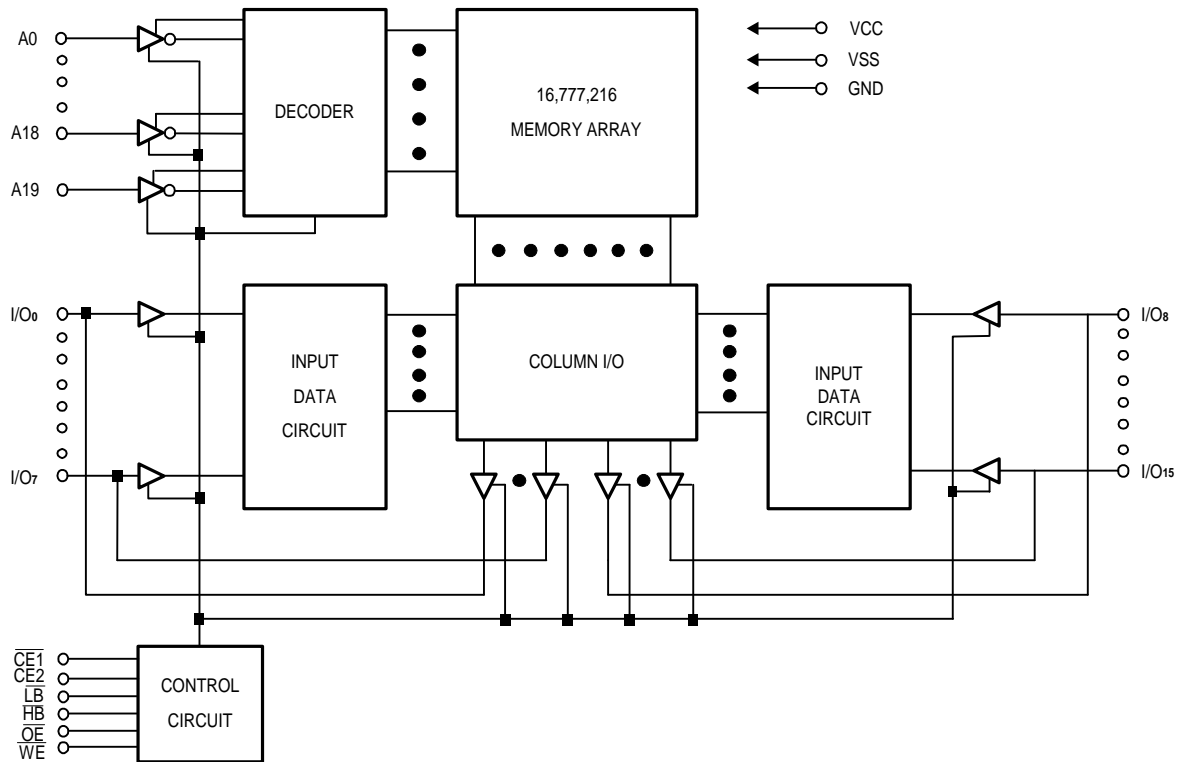 A0
A18
A19
DECODER
16,777,216
MEMORY ARRAY
VCC
VSS
GND
I/O0
I/O7
INPUT
DATA
CIRCUIT
COLUMN I/O
INPUT
DATA
CIRCUIT
I/O8
I/O15
CE1
CE2
LB
HB
OE
WE
CONTROL
CIRCUIT